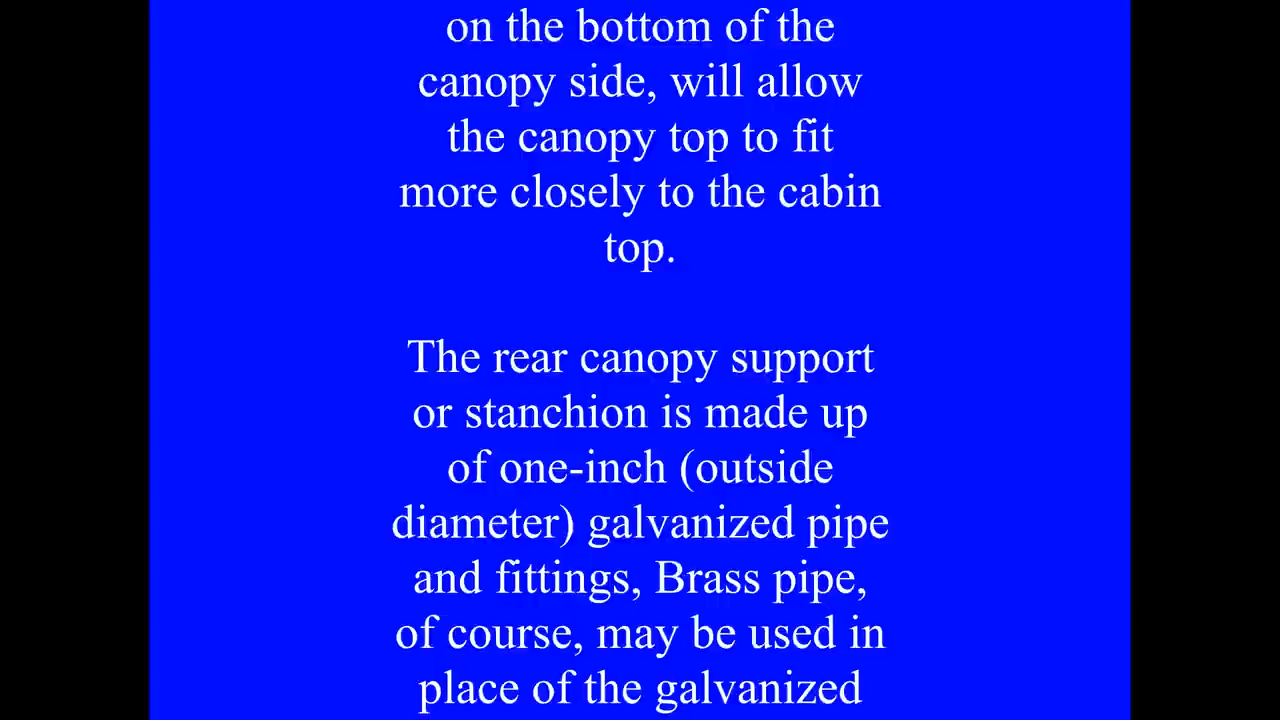 on the bottom of the
canopy side, will allow
the canopy top to fit
more closely to the cabin
top.
The rear canopy support
or stanchion is made up
of one-inch (outside
diameter) galvanized pipe
and fittings, Brass pipe,
of course, may be used in
place of the galvanized